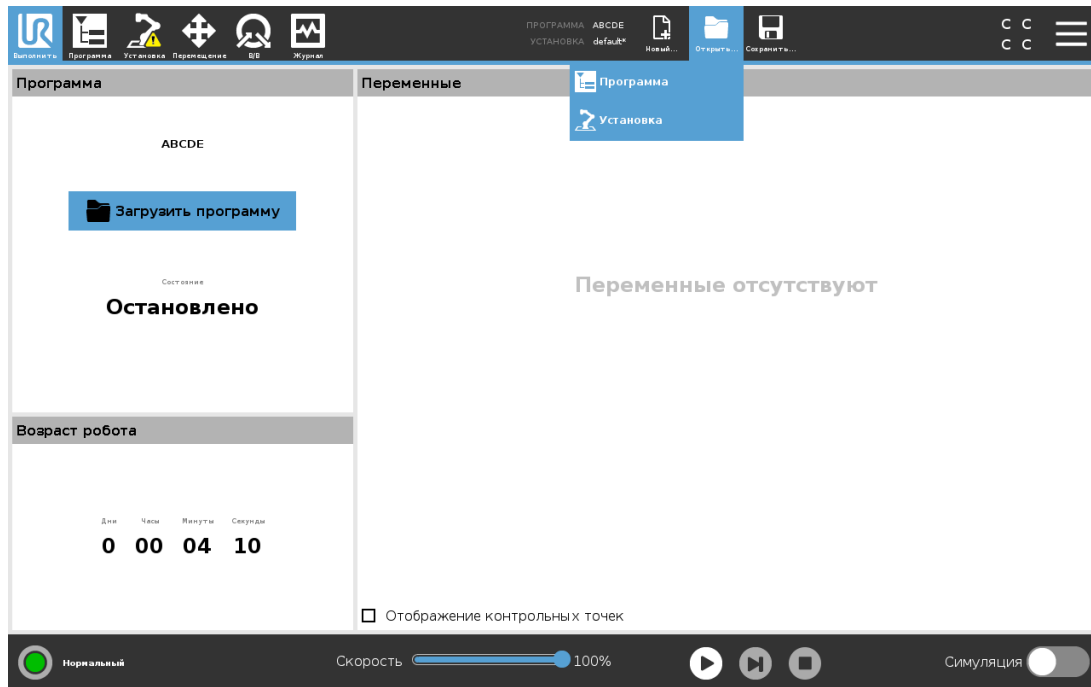 UR
Выполнить Программа Установка Перемещение В/В Журнал
ПРОГРАММА ABCDE
УСТАНОВКА default*
Новый... Открыть... Сохранить...
C C
C C
Программа
Установка
Программа
ABCDE
Загрузить программу
Состояние
Остановлено
Возраст робота
Дни Часы Минуты Секунды
0 00 04 10
Переменные
Переменные отсутствуют
Отображение контрольных точек
Нормальный
Скорость 100%
Симуляция